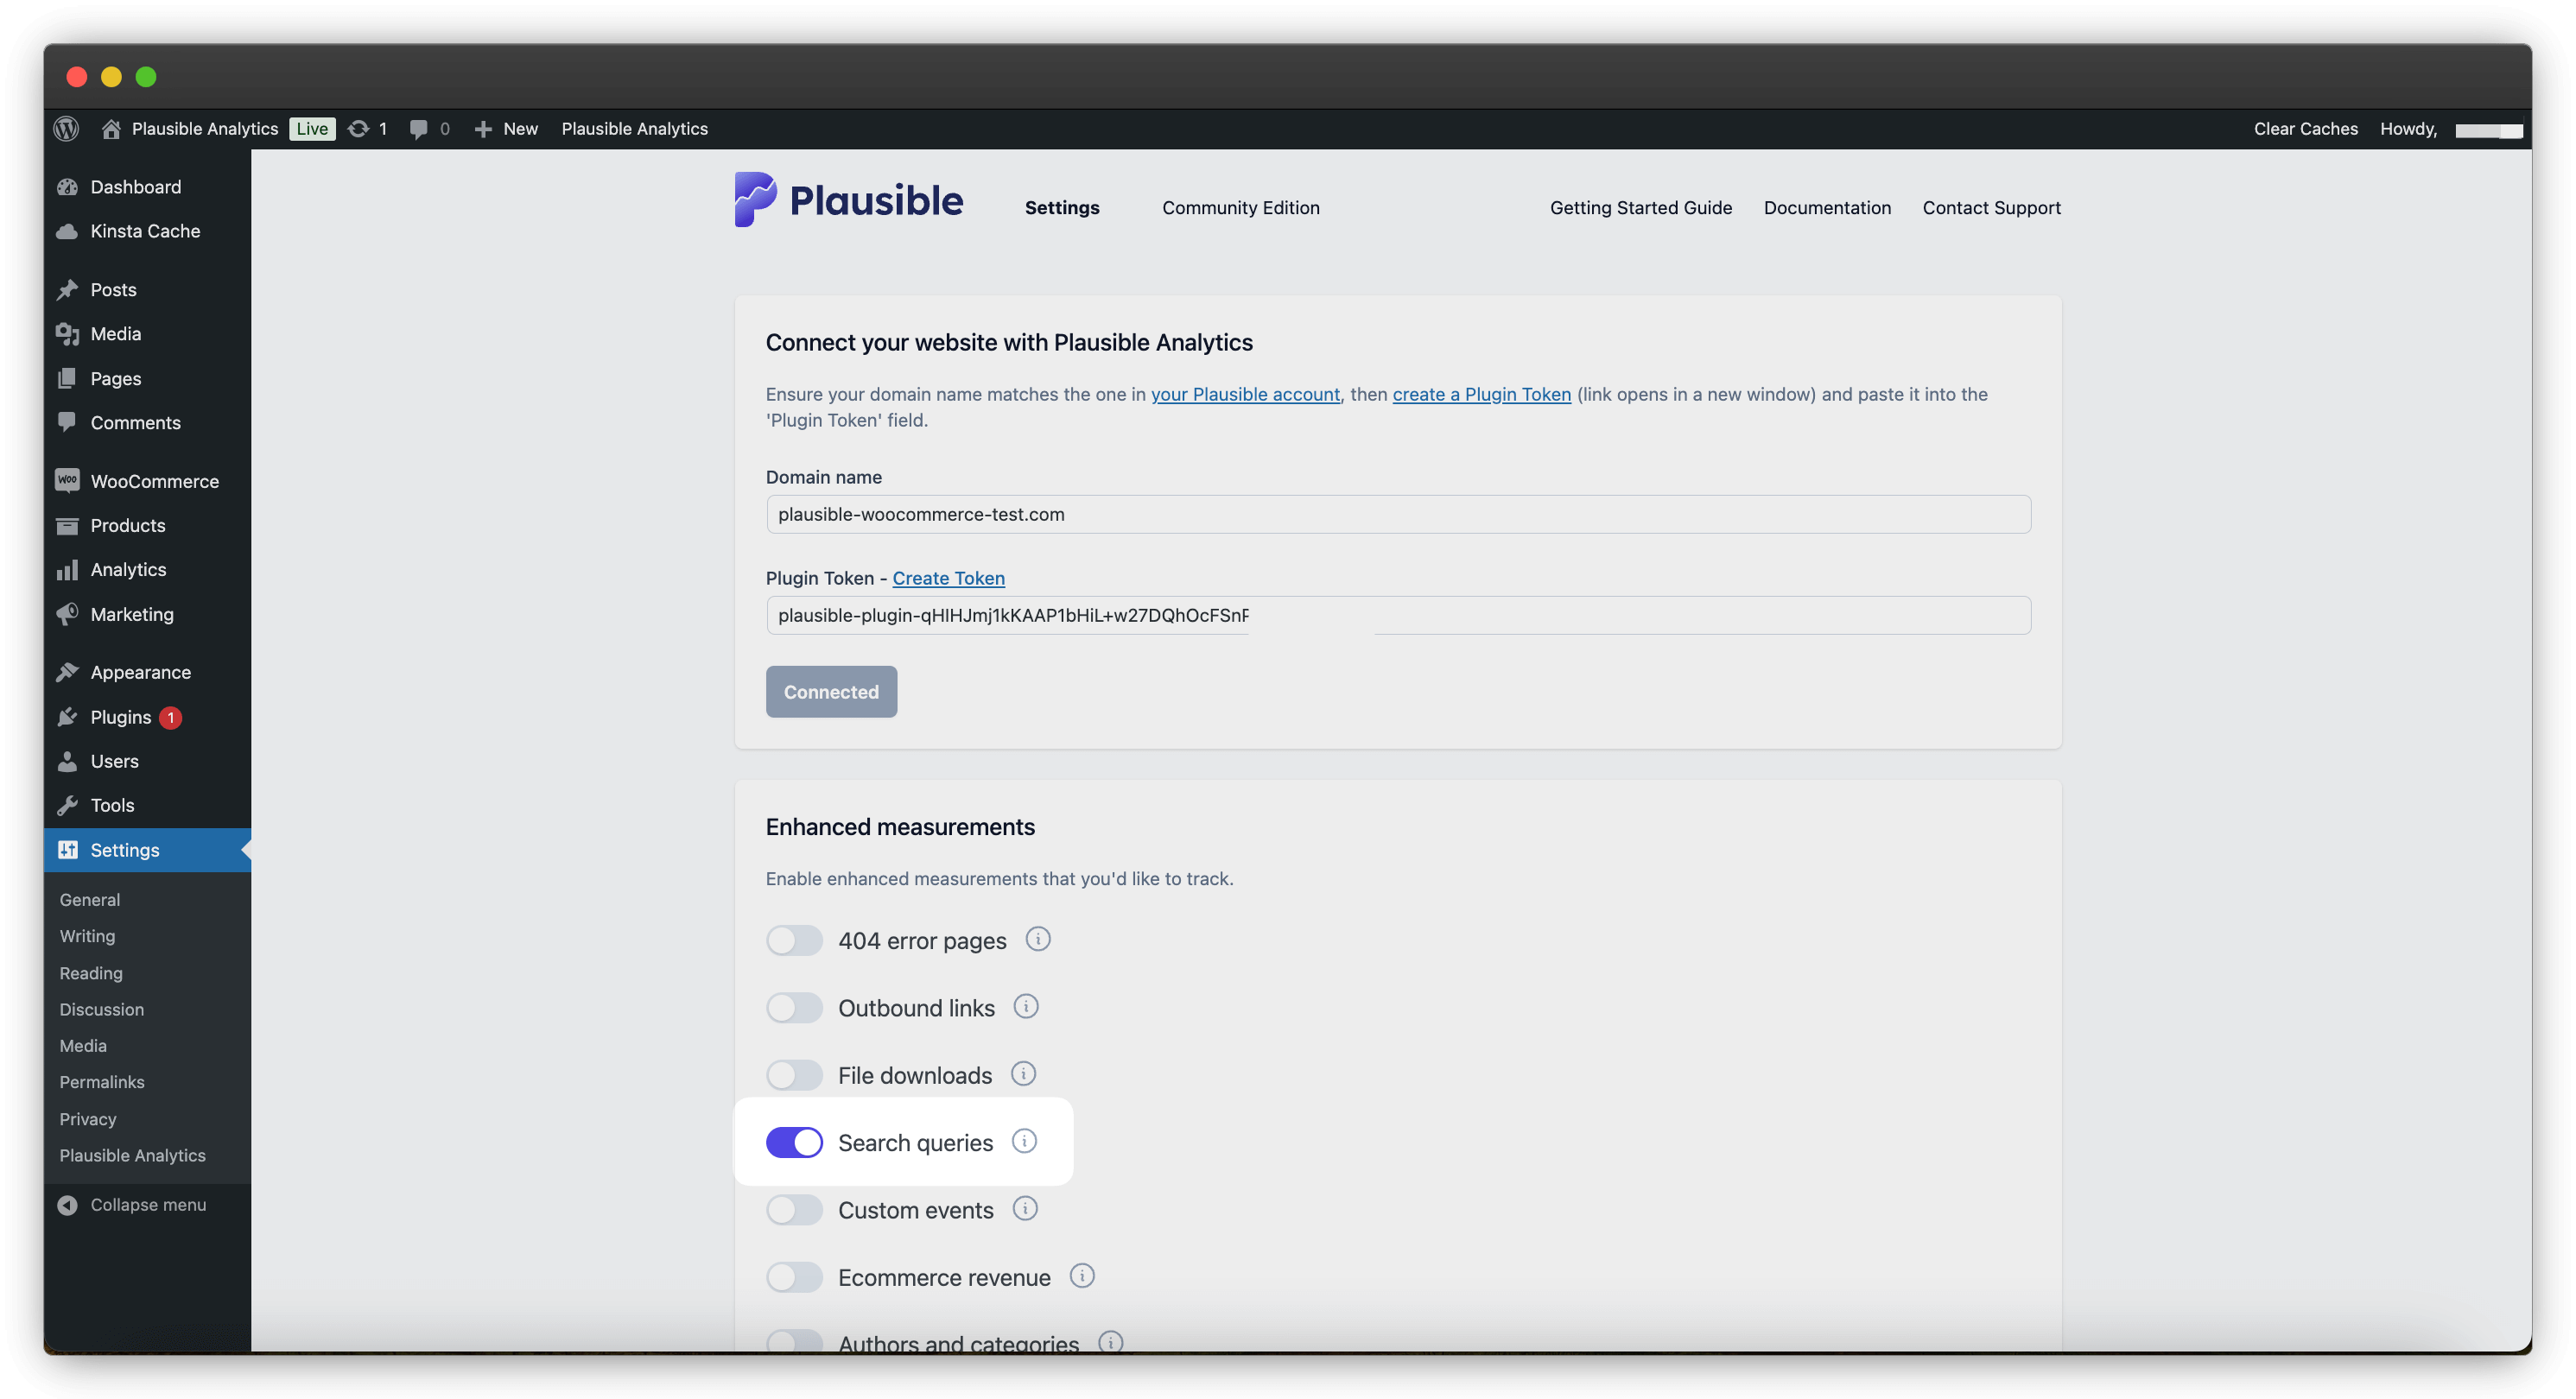 Plausible Analytics Live 1 0 New Plausible Analytics Clear Caches Howdy,
Dashboard
Kinsta Cache
Posts
Media
Pages
Comments
Woo WooCommerce
Products
Analytics
Marketing
Appearance
Plugins 1
Users
Tools
Settings
General
Writing
Reading
Discussion
Media
Permalinks
Privacy
Plausible Analytics
Collapse menu
Plausible Settings Community Edition Getting Started Guide Documentation Contact Support
Connect your website with Plausible Analytics
Ensure your domain name matches the one in your Plausible account, then create a Plugin Token (link opens in a new window) and paste it into the
'Plugin Token' field.
Domain name
plausible-woocommerce-test.com
Plugin Token - Create Token
plausible-plugin-qHIHJmj1kKAAP1bHiL+w27DQhOcFSnF
Connected
Enhanced measurements
Enable enhanced measurements that you'd like to track.
404 error pages
Outbound links
File downloads
Search queries
Custom events
Ecommerce revenue
Authors and categories